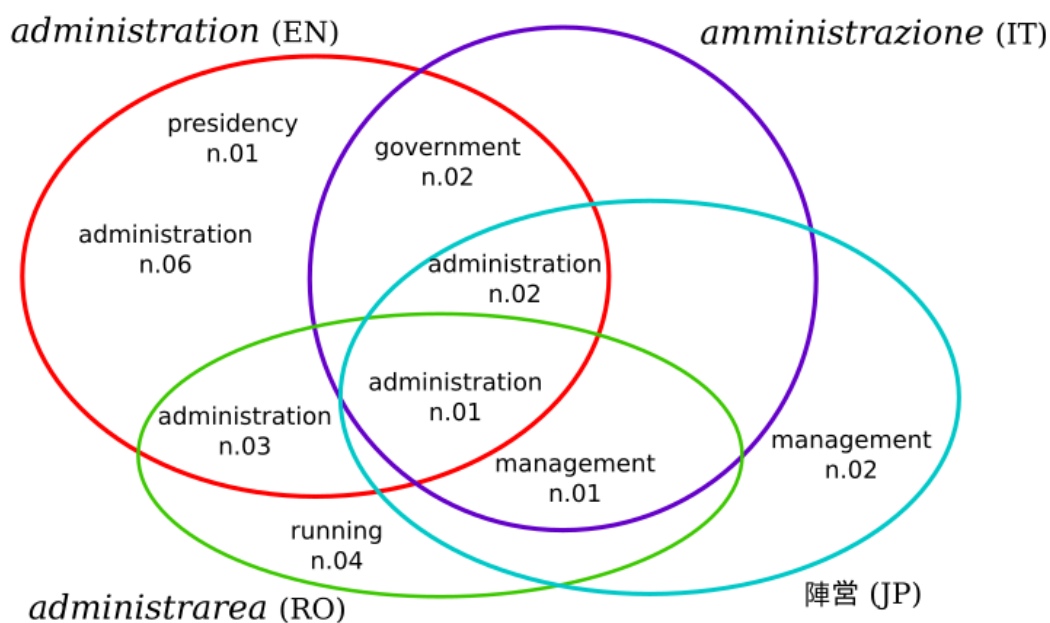 administration (EN)
amministrazione (IT)
presidency
n.01
government
n.02
administration
n.06
administration
n.02
administration
n.01
administration
n.03
management
n.02
management
n.01
running
n.04
administrarea (RO)
陣営 (JP)